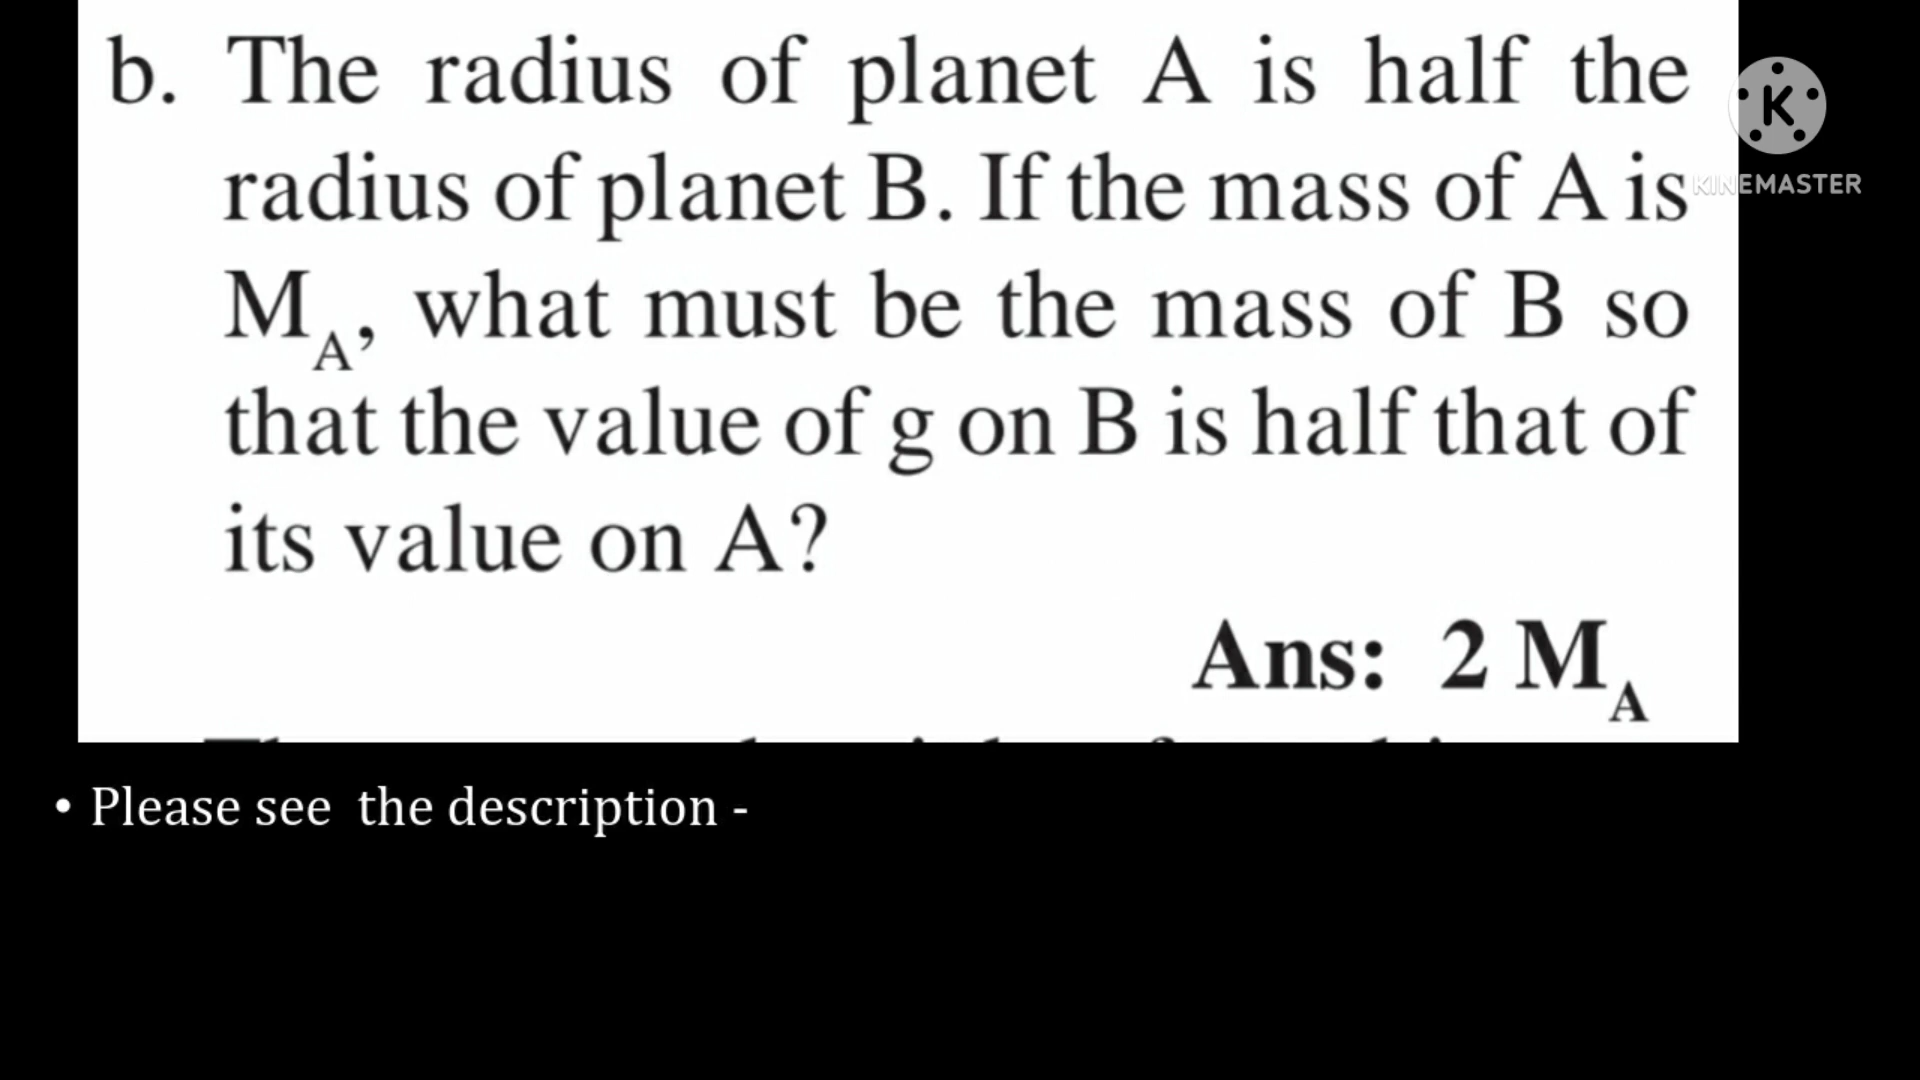 b. The radius of planet A is half the
radius of planet B. If the mass of A is
M_A, what must be the mass of B so
that the value of g on B is half that of
its value on A?
Ans: 2 M_A
K
KINEMASTER
• Please see the description -